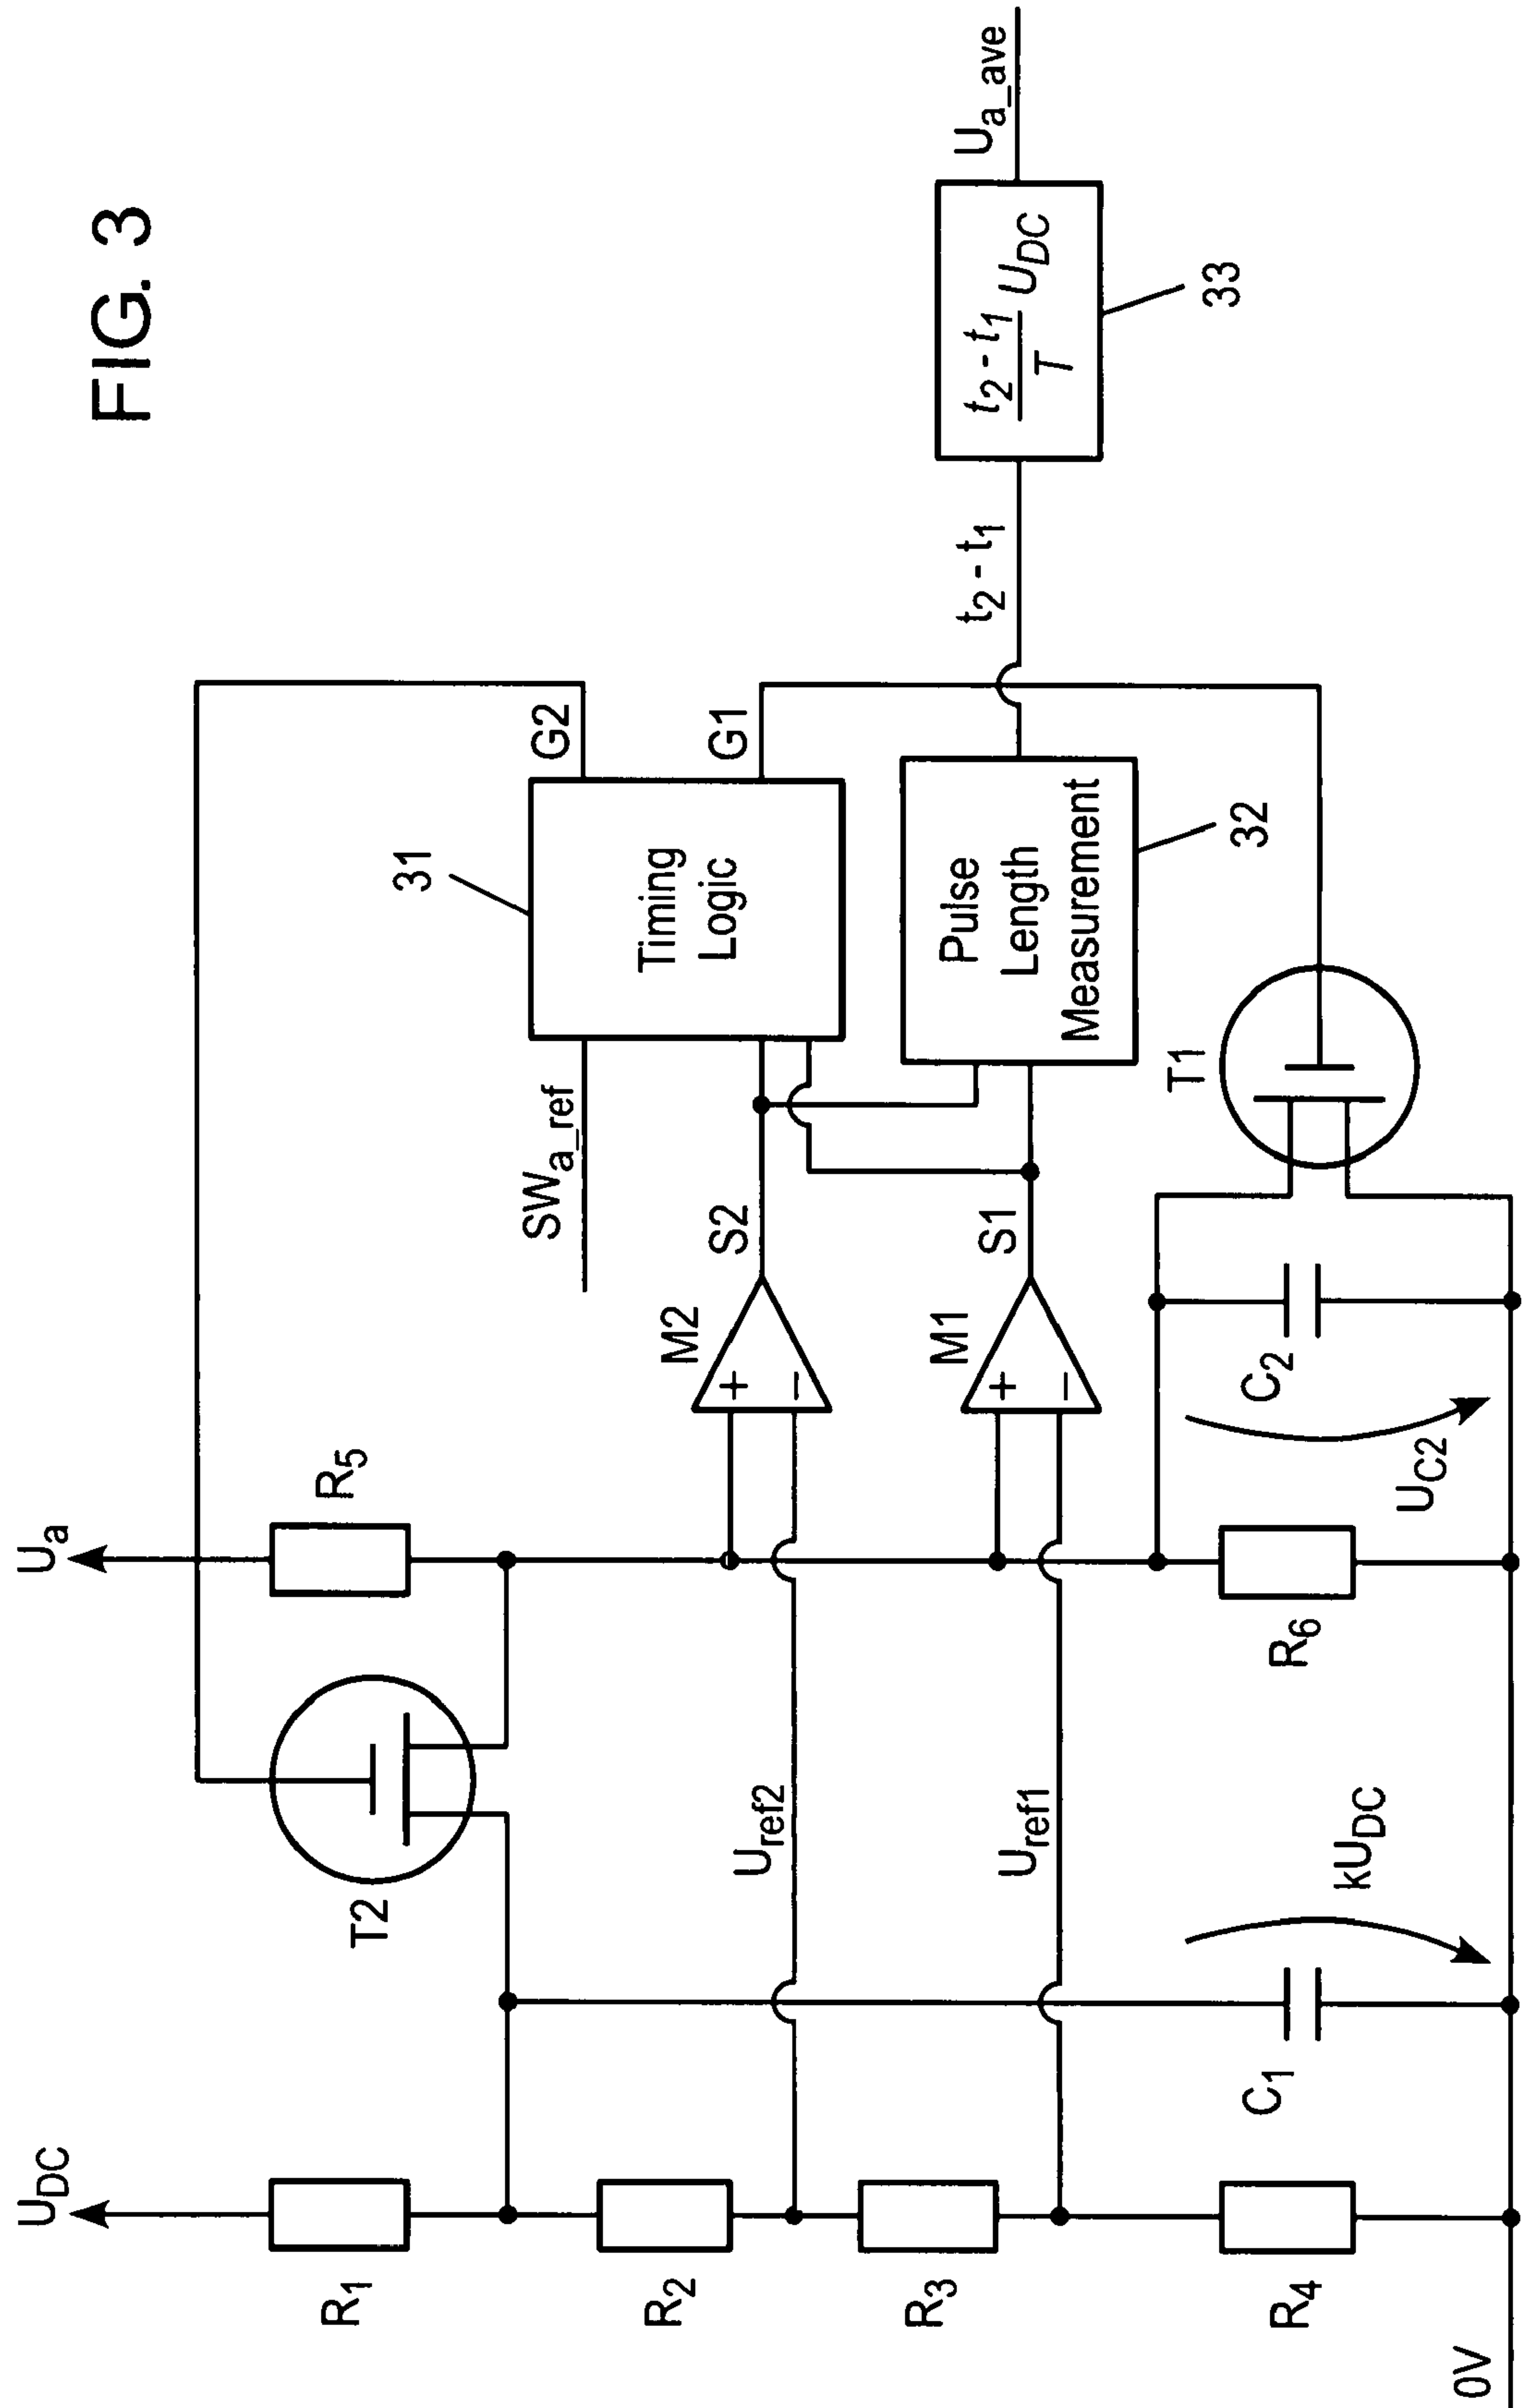 FIG. 3
U_DC
U_a
R₁
R₂
R₃
R₄
T2
R₅
R₆
U_ref2
U_ref1
C₁
kU_DC
C₂
U_C2
0V
M2
+
−
M1
+
−
S2
S1
SW_a_ref
31
Timing
Logic
G2
G1
Pulse
Length
Measurement
32
T1
t₂ - t₁
t₂ - t₁
T
U_DC
33
U_a_ave